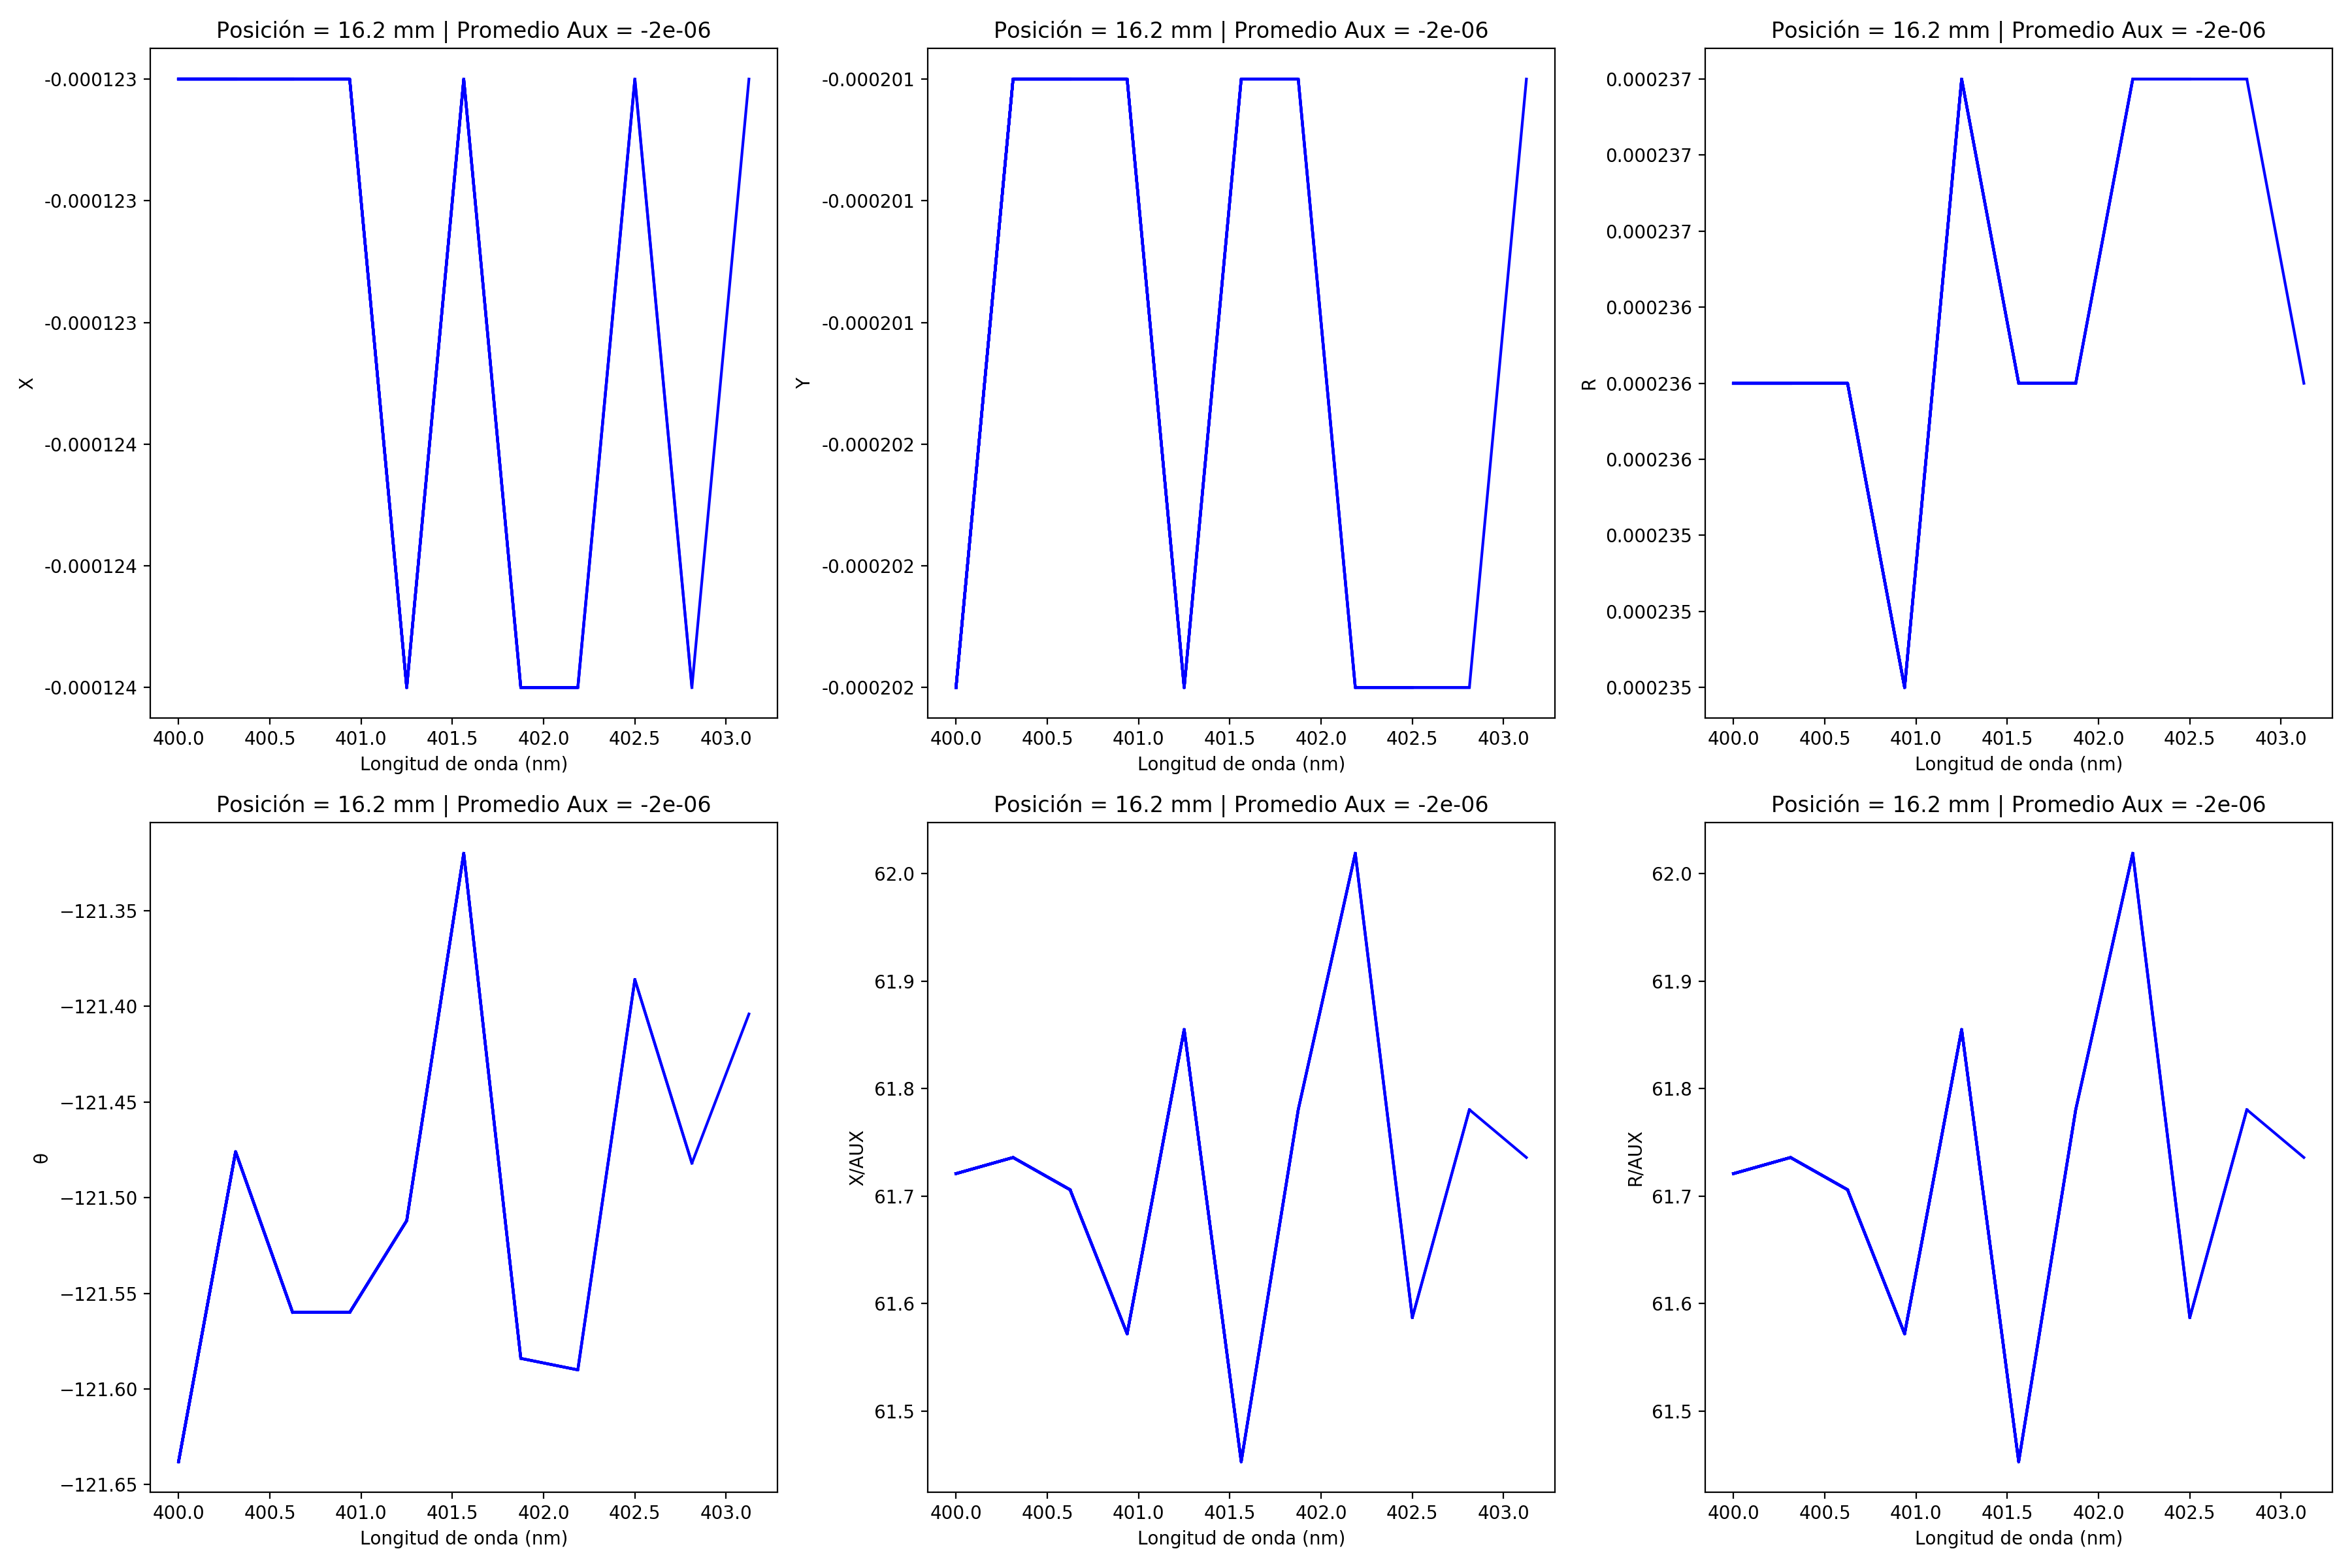 Posición = 16.2 mm | Promedio Aux = -2e-06
-0.000123
-0.000123
-0.000123
-0.000124
-0.000124
-0.000124
X
400.0 400.5 401.0 401.5 402.0 402.5 403.0
Longitud de onda (nm)
Posición = 16.2 mm | Promedio Aux = -2e-06
-0.000201
-0.000201
-0.000201
-0.000202
-0.000202
-0.000202
Y
400.0 400.5 401.0 401.5 402.0 402.5 403.0
Longitud de onda (nm)
Posición = 16.2 mm | Promedio Aux = -2e-06
0.000237
0.000237
0.000237
0.000236
0.000236
0.000236
0.000235
0.000235
0.000235
R
400.0 400.5 401.0 401.5 402.0 402.5 403.0
Longitud de onda (nm)
Posición = 16.2 mm | Promedio Aux = -2e-06
−121.35
−121.40
−121.45
−121.50
−121.55
−121.60
−121.65
θ
400.0 400.5 401.0 401.5 402.0 402.5 403.0
Longitud de onda (nm)
Posición = 16.2 mm | Promedio Aux = -2e-06
62.0
61.9
61.8
61.7
61.6
61.5
X/AUX
400.0 400.5 401.0 401.5 402.0 402.5 403.0
Longitud de onda (nm)
Posición = 16.2 mm | Promedio Aux = -2e-06
62.0
61.9
61.8
61.7
61.6
61.5
R/AUX
400.0 400.5 401.0 401.5 402.0 402.5 403.0
Longitud de onda (nm)